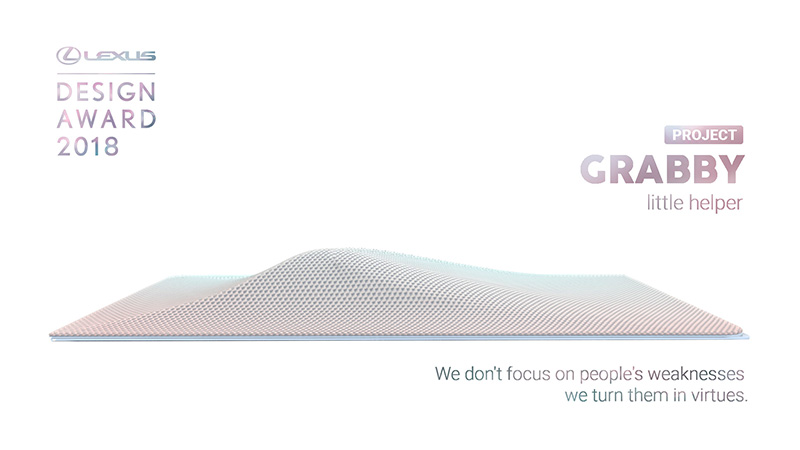 LEXUS
DESIGN
AWARD
2018
PROJECT
GRABBY
little helper
We don't focus on people's weaknesses
we turn them in virtues.